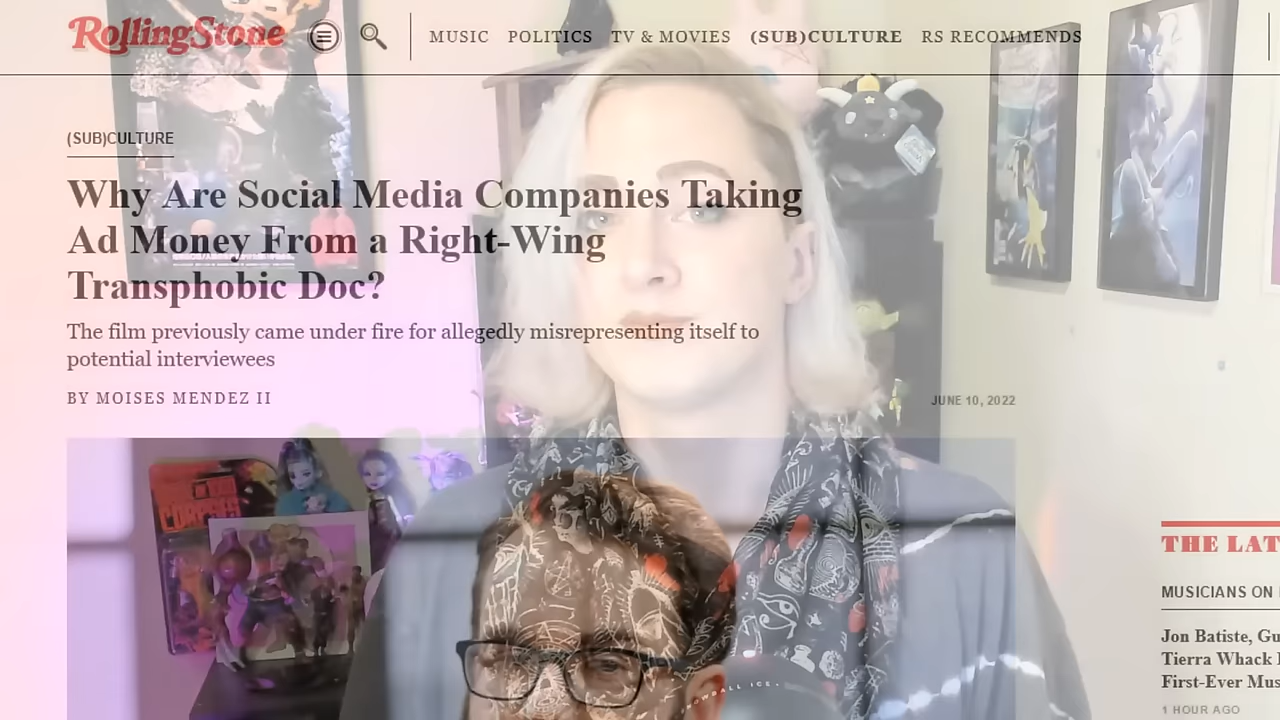 RollingStone
MUSIC POLITICS TV & MOVIES (SUB)CULTURE RS RECOMMENDS
(SUB)CULTURE
Why Are Social Media Companies Taking
Ad Money From a Right-Wing
Transphobic Doc?
The film previously came under fire for allegedly misrepresenting itself to
potential interviewees
BY MOISES MENDEZ II
JUNE 10, 2022
THE LAT
MUSICIANS ON
Jon Batiste, Gu
Tierra Whack
First-Ever Mus
1 HOUR AGO